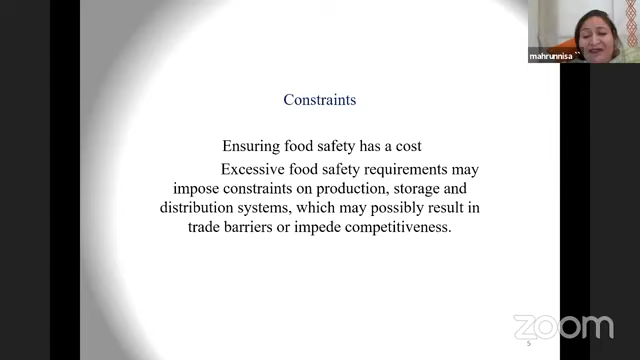 mahrunnisa ``
Constraints
Ensuring food safety has a cost
Excessive food safety requirements may
impose constraints on production, storage and
distribution systems, which may possibly result in
trade barriers or impede competitiveness.
zoom
5